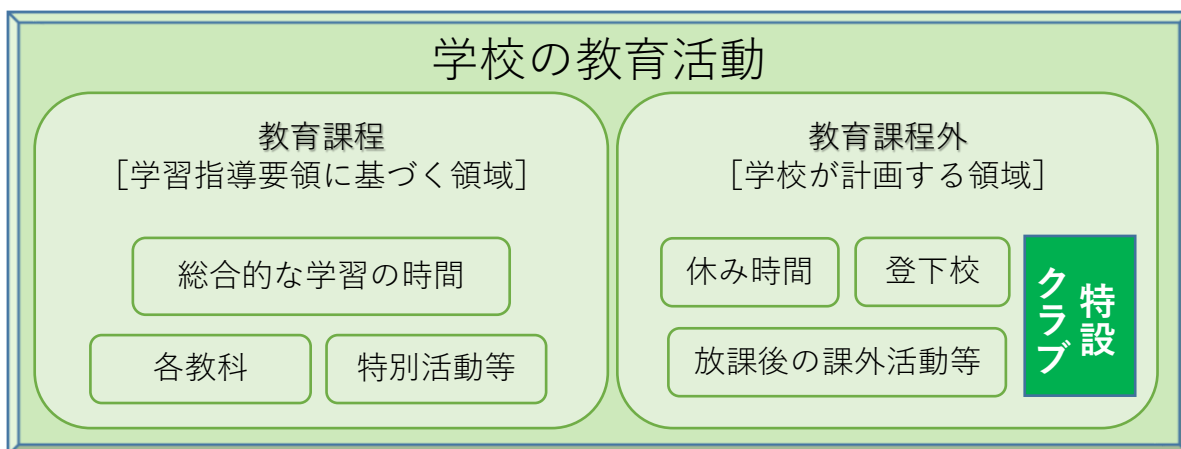 学校の教育活動
教育課程
［学習指導要領に基づく領域］
総合的な学習の時間
各教科
特別活動等
教育課程外
［学校が計画する領域］
休み時間
登下校
放課後の課外活動等
特設
クラブ